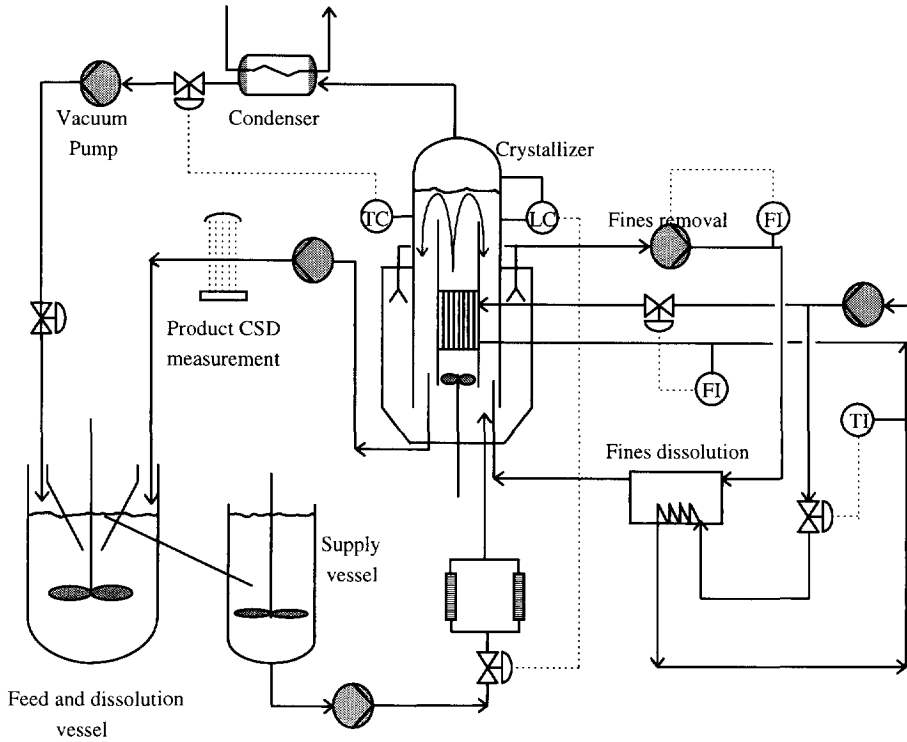 Vacuum
Pump
Condenser
Crystallizer
TC
LC
Fines removal
FI
Product CSD
measurement
FI
TI
Fines dissolution
Supply
vessel
Feed and dissolution
vessel